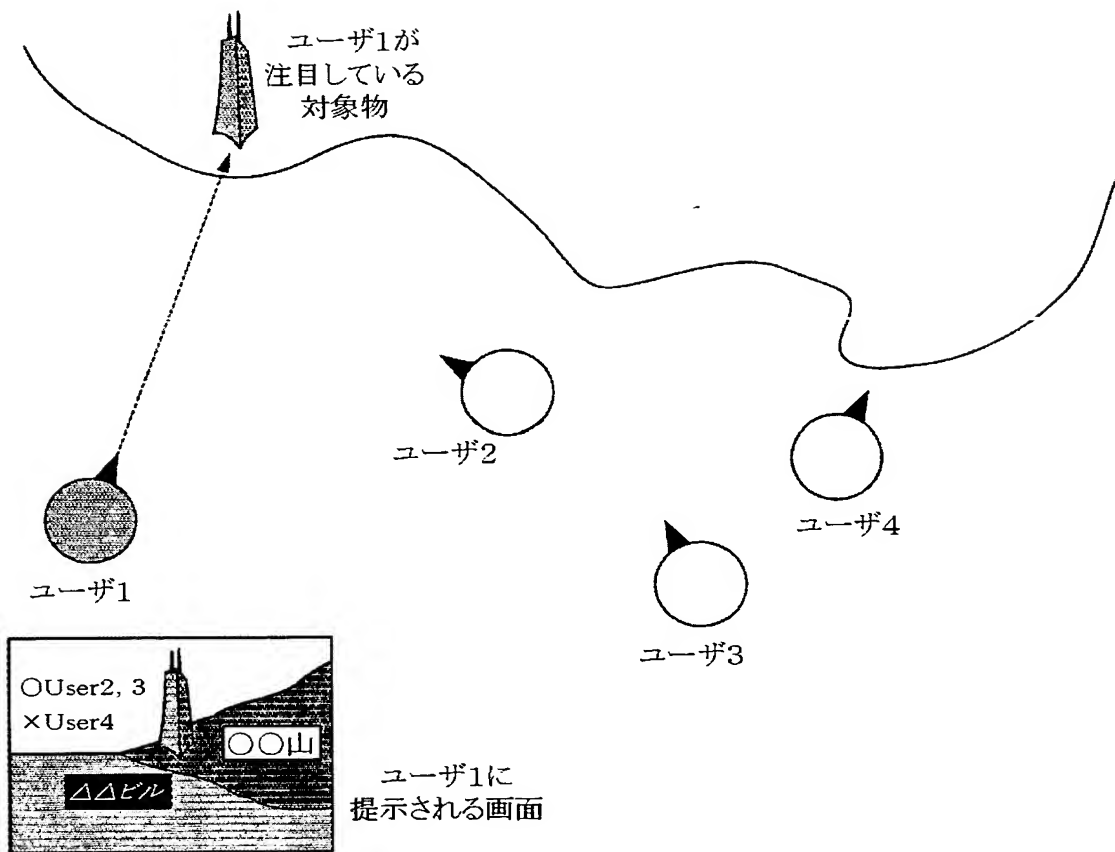 ユーザ1が
注目している
対象物
ユーザ2
ユーザ4
ユーザ1
ユーザ3
○User2, 3
×User4
○○山
△△ビル
ユーザ1に
提示される画面